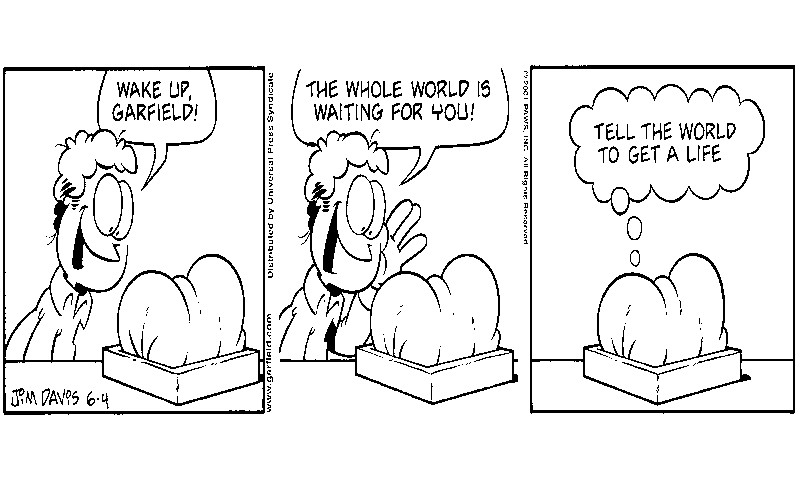 WAKE UP,
GARFIELD!
JIM DAVIS 6·4
Distributed by Universal Press Syndicate
www.garfield.com
THE WHOLE WORLD IS
WAITING FOR YOU!
PAWS, INC. All Rights Reserved
TELL THE WORLD
TO GET A LIFE